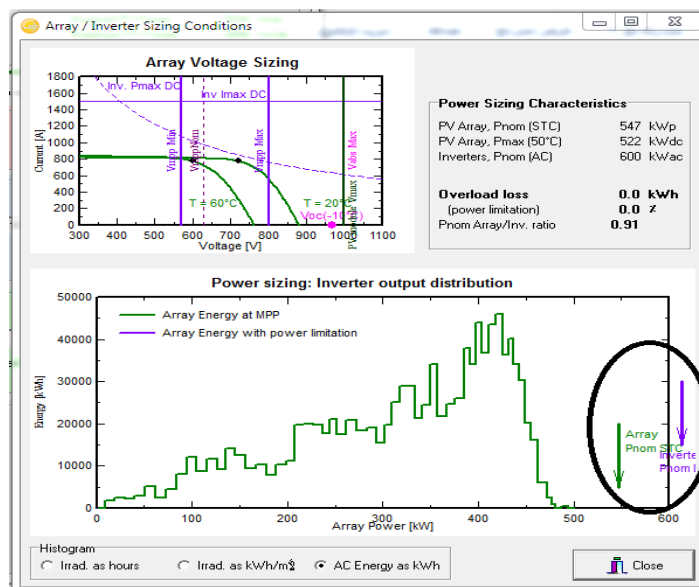 Array / Inverter Sizing Conditions
Array Voltage Sizing
1800
1600
1400
1200
1000
800
600
400
200
0
Current [A]
Inv. Pmax DC
Inv Imax DC
Vmpp Min
Vmpp Max
T = 60°C
T = 20°C
Voc(-10°C)
Vabs Max
300 400 500 600 700 800 900 1000 1100
Voltage [V]
Power Sizing Characteristics
PV Array, Pnom (STC) 547 kWp
PV Array, Pmax (50°C) 522 kWdc
Inverters, Pnom (AC) 600 kWac
Overload loss 0.0 kWh
(power limitation) 0.0 %
Pnom Array/Inv. ratio 0.91
Power sizing: Inverter output distribution
50000
40000
30000
20000
10000
0
Energy [kWh]
Array Energy at MPP
Array Energy with power limitation
Array
Pnom STC
Inverte
Pnom
0 100 200 300 400 500 600
Array Power [kW]
Histogram
Irrad. as hours
Irrad. as kWh/m²
AC Energy as kWh
Close